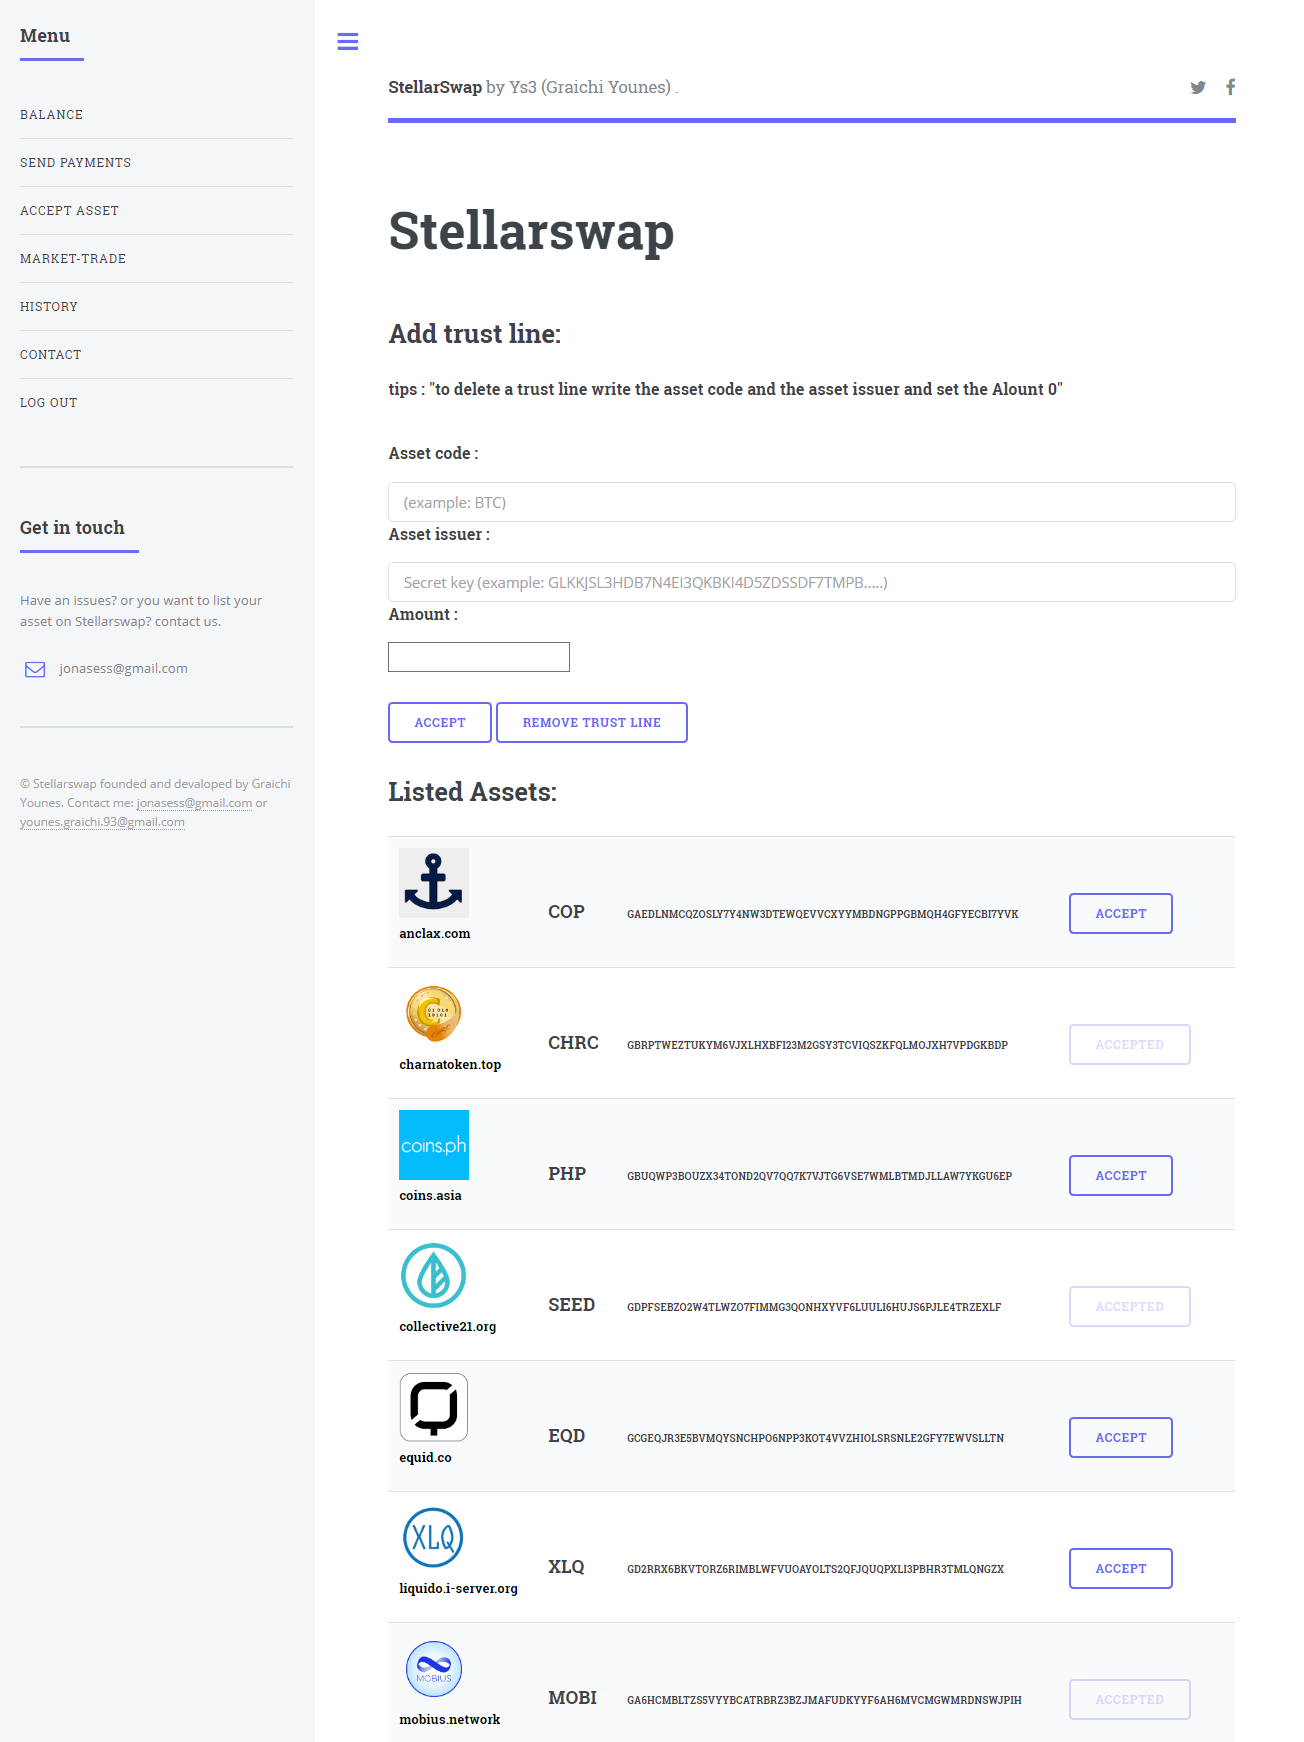 Menu
BALANCE
SEND PAYMENTS
ACCEPT ASSET
MARKET-TRADE
HISTORY
CONTACT
LOG OUT
Get in touch
Have an issues? or you want to list your
asset on Stellarswap? contact us.
jonasess@gmail.com
© Stellarswap founded and devaloped by Graichi
Younes. Contact me: jonasess@gmail.com or
younes.graichi.93@gmail.com
StellarSwap by Ys3 (Graichi Younes) .
Stellarswap
Add trust line:
tips : "to delete a trust line write the asset code and the asset issuer and set the Alount 0"
Asset code :
(example: BTC)
Asset issuer :
Secret key (example: GLKKJSL3HDB7N4EI3QKBKI4D5ZDSSDF7TMPB.....)
Amount :
ACCEPT REMOVE TRUST LINE
Listed Assets:
anclax.com
COP GAEDLNMCQZOSLY7Y4NW3DTEWQEVVCXYYMBDNGPPGBMQH4GFYECBI7YVK ACCEPT
charnatoken.top
CHRC GBRPTWEZTUKYM6VJXLHXBFI23M2GSY3TCVIQSZKFQLMOJXH7VPDGKBDP ACCEPTED
coins.ph
coins.asia
PHP GBUQWP3BOUZX34TOND2QV7QQ7K7VJTG6VSE7WMLBTMDJLLAW7YKGU6EP ACCEPT
collective21.org
SEED GDPFSEBZO2W4TLWZO7FIMMG3QONHXYVF6LUULI6HUJS6PJLE4TRZEXLF ACCEPTED
equid.co
EQD GCGEQJR3E5BVMQYSNCHPO6NPP3KOT4VVZHIOLSRSNLE2GFY7EWVSLLTN ACCEPT
XLQ
liquido.i-server.org
XLQ GD2RRX6BKVTORZ6RIMBLWFVUOAYOLTS2QFJQUQPXLI3PBHR3TMLQNGZX ACCEPT
MOBIUS
mobius.network
MOBI GA6HCMBLTZS5VYYBCATRBRZ3BZJMAFUDKYYF6AH6MVCMGWMRDNSWJPIH ACCEPTED